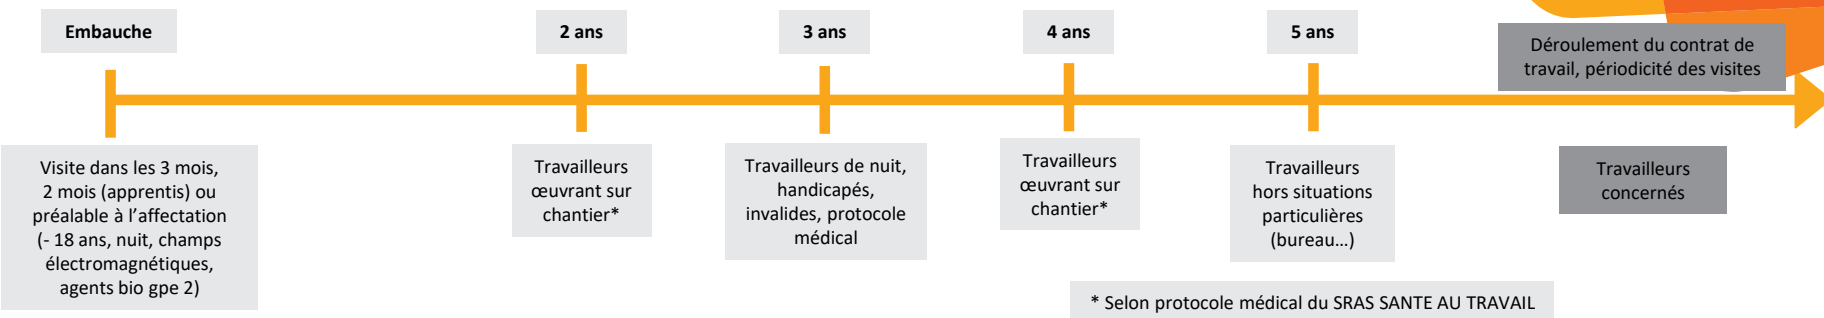 Embauche
2 ans
3 ans
4 ans
5 ans
Déroulement du contrat de
travail, périodicité des visites
Visite dans les 3 mois,
2 mois (apprentis) ou
préalable à l'affectation
(- 18 ans, nuit, champs
électromagnétiques,
agents bio gpe 2)
Travailleurs
œuvrant sur
chantier*
Travailleurs de nuit,
handicapés,
invalides, protocole
médical
Travailleurs
œuvrant sur
chantier*
Travailleurs
hors situations
particulières
(bureau…)
Travailleurs
concernés
* Selon protocole médical du SRAS SANTE AU TRAVAIL